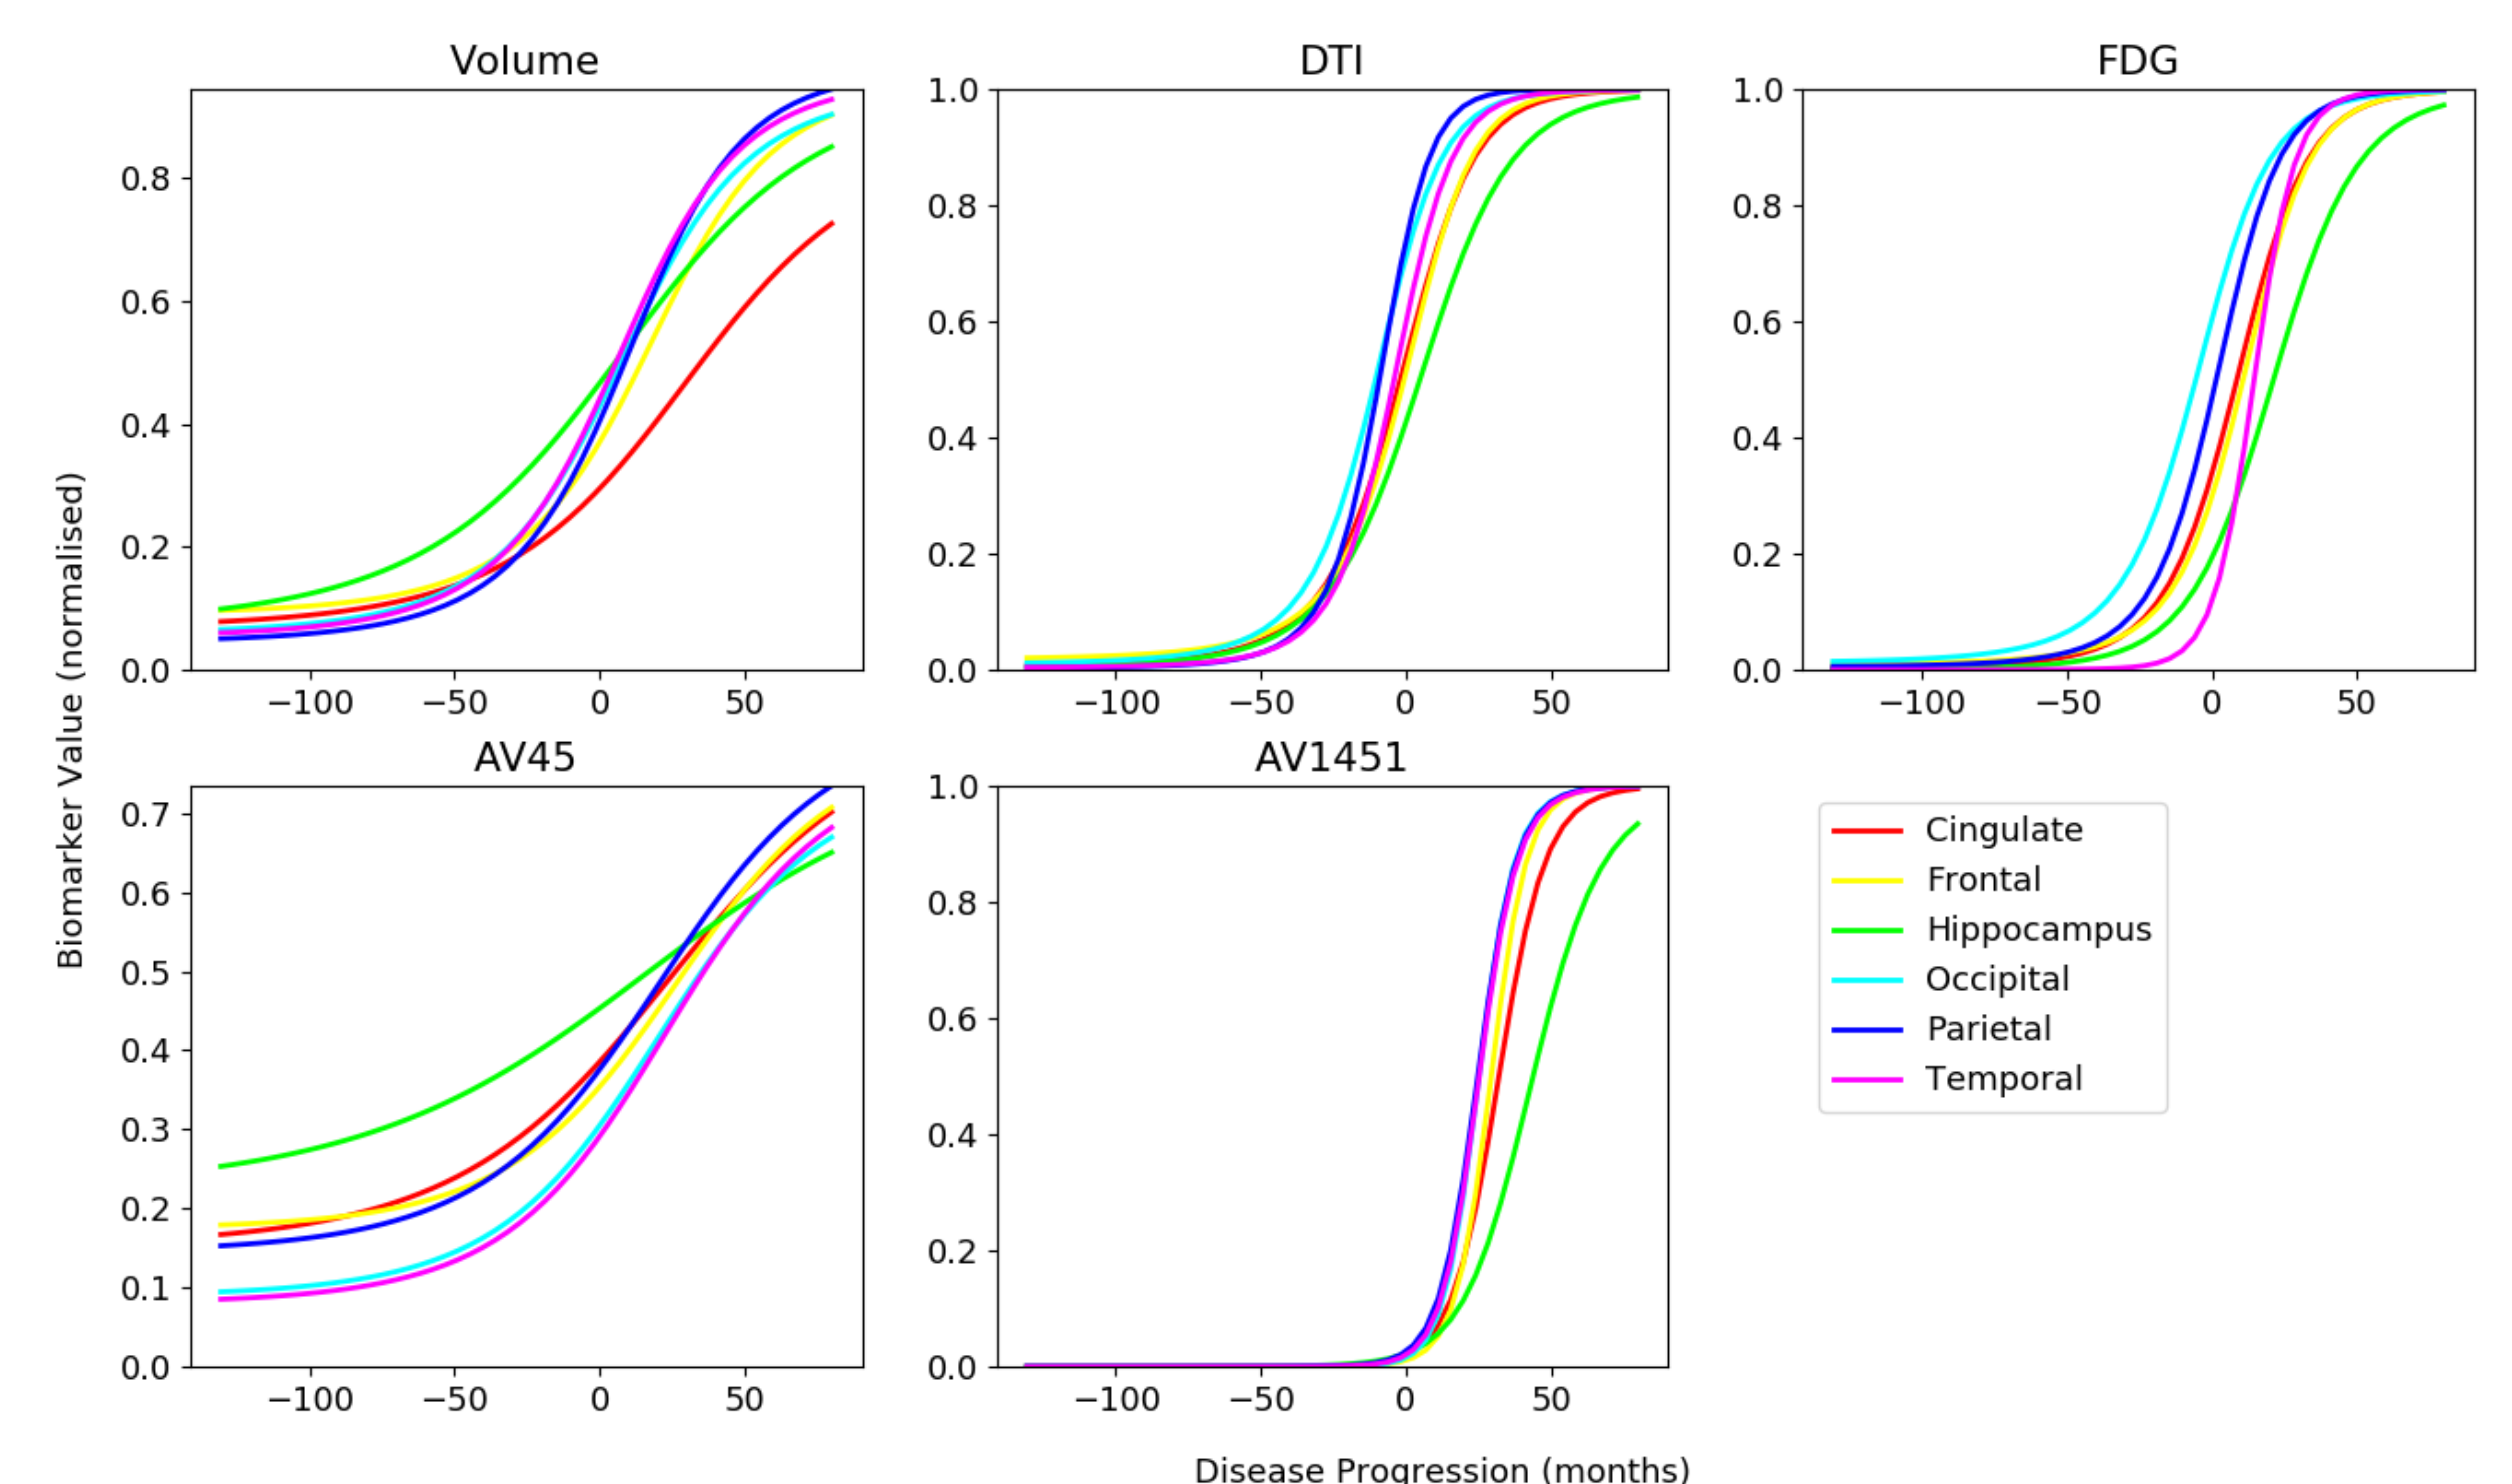 Volume
DTI
FDG
0.8
0.6
0.4
0.2
0.0
−100 −50 0 50
1.0
0.8
0.6
0.4
0.2
0.0
−100 −50 0 50
1.0
0.8
0.6
0.4
0.2
0.0
−100 −50 0 50
Biomarker Value (normalised)
AV45
AV1451
0.7
0.6
0.5
0.4
0.3
0.2
0.1
0.0
−100 −50 0 50
1.0
0.8
0.6
0.4
0.2
0.0
−100 −50 0 50
Cingulate
Frontal
Hippocampus
Occipital
Parietal
Temporal
Disease Progression (months)